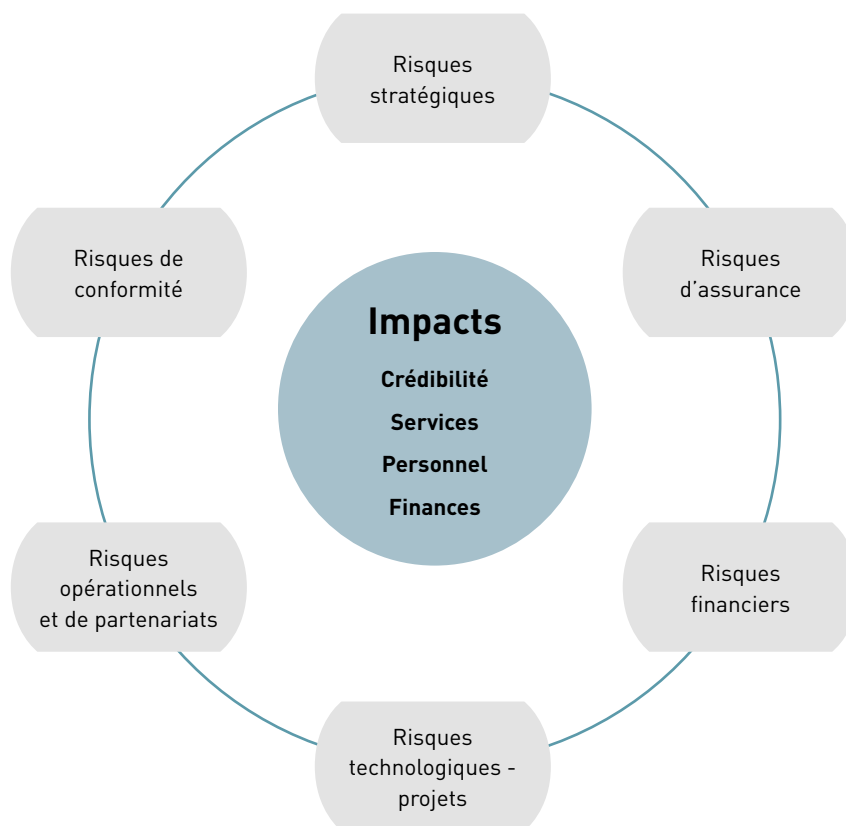 Risques
stratégiques
Risques de
conformité
Risques
d’assurance
Impacts
Crédibilité
Services
Personnel
Finances
Risques
opérationnels
et de partenariats
Risques
financiers
Risques
technologiques -
projets